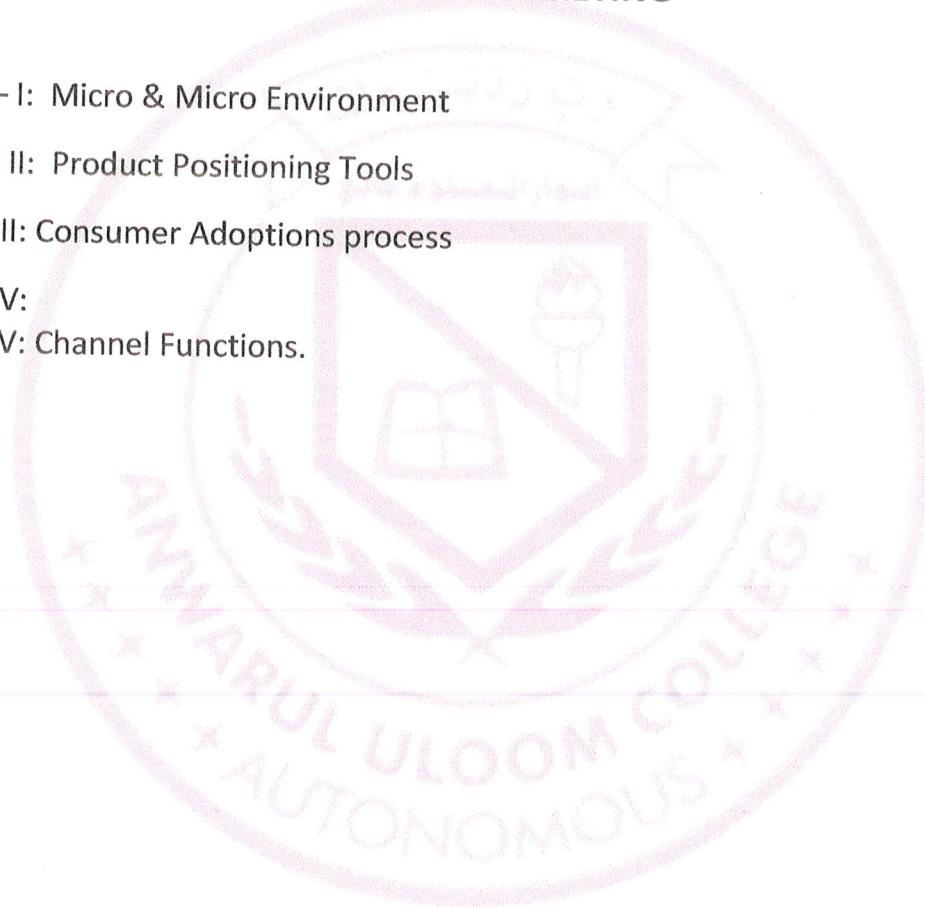 - I: Micro & Micro Environment
II: Product Positioning Tools
II: Consumer Adoptions process
V:
V: Channel Functions.
ANWARUL ULOOM COLLEGE
AUTONOMOUS